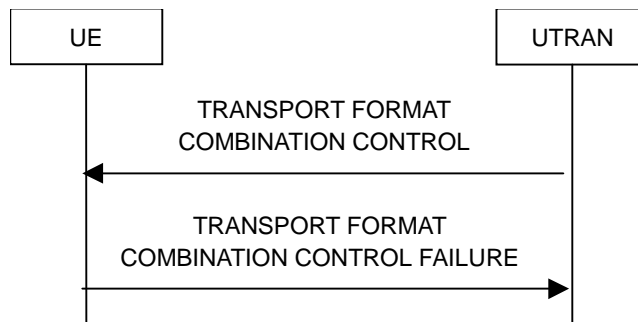 UE
UTRAN
TRANSPORT FORMAT
COMBINATION CONTROL
TRANSPORT FORMAT
COMBINATION CONTROL FAILURE